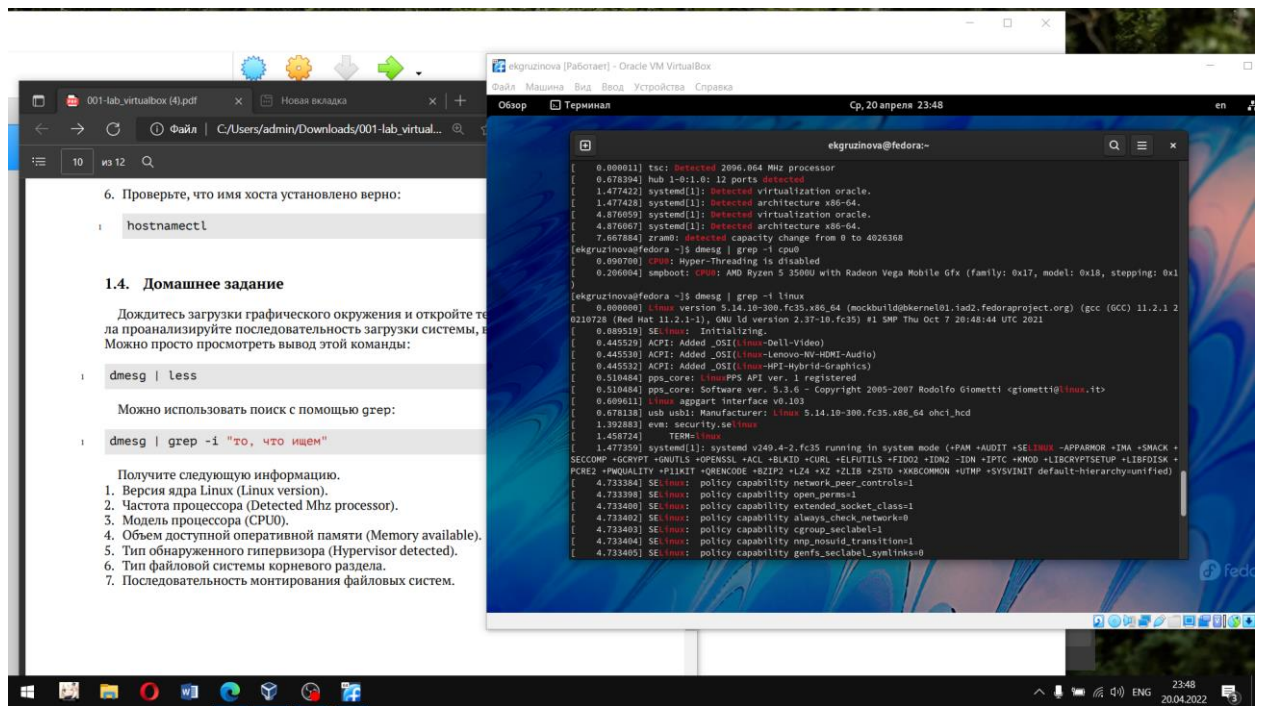 ekgruzinova [Работает] - Oracle VM VirtualBox
Файл Машина Вид Ввод Устройства Справка
Обзор Терминал Ср, 20 апреля 23:48 en
001-lab_virtualbox (4).pdf
Новая вкладка
Файл C:/Users/admin/Downloads/001-lab_virtual...
10 из 12
6. Проверьте, что имя хоста установлено верно:
1 hostnamectl
1.4. Домашнее задание
Дождитесь загрузки графического окружения и откройте те
ла проанализируйте последовательность загрузки системы, в
Можно просто просмотреть вывод этой команды:
1 dmesg | less
Можно использовать поиск с помощью grep:
1 dmesg | grep -i "то, что ищем"
Получите следующую информацию.
1. Версия ядра Linux (Linux version).
2. Частота процессора (Detected Mhz processor).
3. Модель процессора (CPU0).
4. Объем доступной оперативной памяти (Memory available).
5. Тип обнаруженного гипервизора (Hypervisor detected).
6. Тип файловой системы корневого раздела.
7. Последовательность монтирования файловых систем.
ekgruzinova@fedora:~
[ 0.000011] tsc: Detected 2096.064 MHz processor
[ 0.678394] hub 1-0:1.0: 12 ports detected
[ 1.477422] systemd[1]: Detected virtualization oracle.
[ 1.477428] systemd[1]: Detected architecture x86-64.
[ 4.876059] systemd[1]: Detected virtualization oracle.
[ 4.876067] systemd[1]: Detected architecture x86-64.
[ 7.667884] zram0: detected capacity change from 0 to 4026368
[ekgruzinova@fedora ~]$ dmesg | grep -i cpu0
[ 0.090700] CPU0: Hyper-Threading is disabled
[ 0.206004] smpboot: CPU0: AMD Ryzen 5 3500U with Radeon Vega Mobile Gfx (family: 0x17, model: 0x18, stepping: 0x1
)
[ekgruzinova@fedora ~]$ dmesg | grep -i linux
[ 0.000000] Linux version 5.14.10-300.fc35.x86_64 (mockbuild@bkernel01.iad2.fedoraproject.org) (gcc (GCC) 11.2.1 2
0210728 (Red Hat 11.2.1-1), GNU ld version 2.37-10.fc35) #1 SMP Thu Oct 7 20:48:44 UTC 2021
[ 0.089519] SELinux: Initializing.
[ 0.445529] ACPI: Added _OSI(Linux-Dell-Video)
[ 0.445530] ACPI: Added _OSI(Linux-Lenovo-NV-HDMI-Audio)
[ 0.445532] ACPI: Added _OSI(Linux-HPI-Hybrid-Graphics)
[ 0.510484] pps_core: LinuxPPS API ver. 1 registered
[ 0.510484] pps_core: Software ver. 5.3.6 - Copyright 2005-2007 Rodolfo Giometti <giometti@linux.it>
[ 0.609611] Linux agpgart interface v0.103
[ 0.678138] usb usb1: Manufacturer: Linux 5.14.10-300.fc35.x86_64 ohci_hcd
[ 1.392883] evm: security.selinux
[ 1.458724] TERM=linux
[ 1.477359] systemd[1]: systemd v249.4-2.fc35 running in system mode (+PAM +AUDIT +SELINUX -APPARMOR +IMA +SMACK +
SECCOMP +GCRYPT +GNUTLS +OPENSSL +ACL +BLKID +CURL +ELFUTILS +FIDO2 +IDN2 -IDN +IPTC +KMOD +LIBCRYPTSETUP +LIBFDISK +
PCRE2 +PWQUALITY +P11KIT +QRENCODE +BZIP2 +LZ4 +XZ +ZLIB +ZSTD +XKBCOMMON +UTMP +SYSVINIT default-hierarchy=unified)
[ 4.733384] SELinux: policy capability network_peer_controls=1
[ 4.733398] SELinux: policy capability open_perms=1
[ 4.733400] SELinux: policy capability extended_socket_class=1
[ 4.733402] SELinux: policy capability always_check_network=0
[ 4.733403] SELinux: policy capability cgroup_seclabel=1
[ 4.733404] SELinux: policy capability nnp_nosuid_transition=1
[ 4.733405] SELinux: policy capability genfs_seclabel_symlinks=0
fedo
ENG
23:48
20.04.2022
3